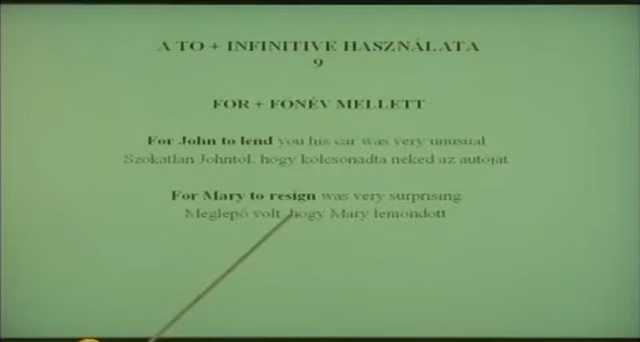 A TO + INFINITIVE HASZNÁLATA
9
FOR + FŐNÉV MELLETT
For John to lend you his car was very unusual
Szokatlan Johntól, hogy kölcsönadta neked az autóját
For Mary to resign was very surprising
Meglepő volt, hogy Mary lemondott